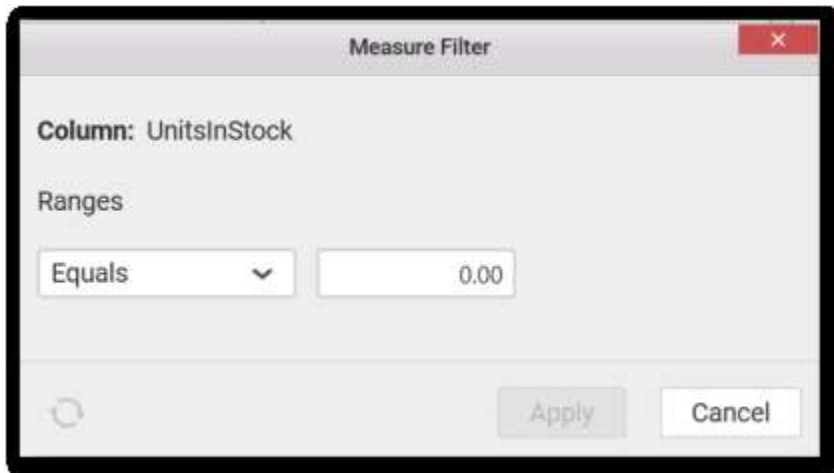 Measure Filter
Column: UnitsInStock
Ranges
Equals 0.00
Apply Cancel